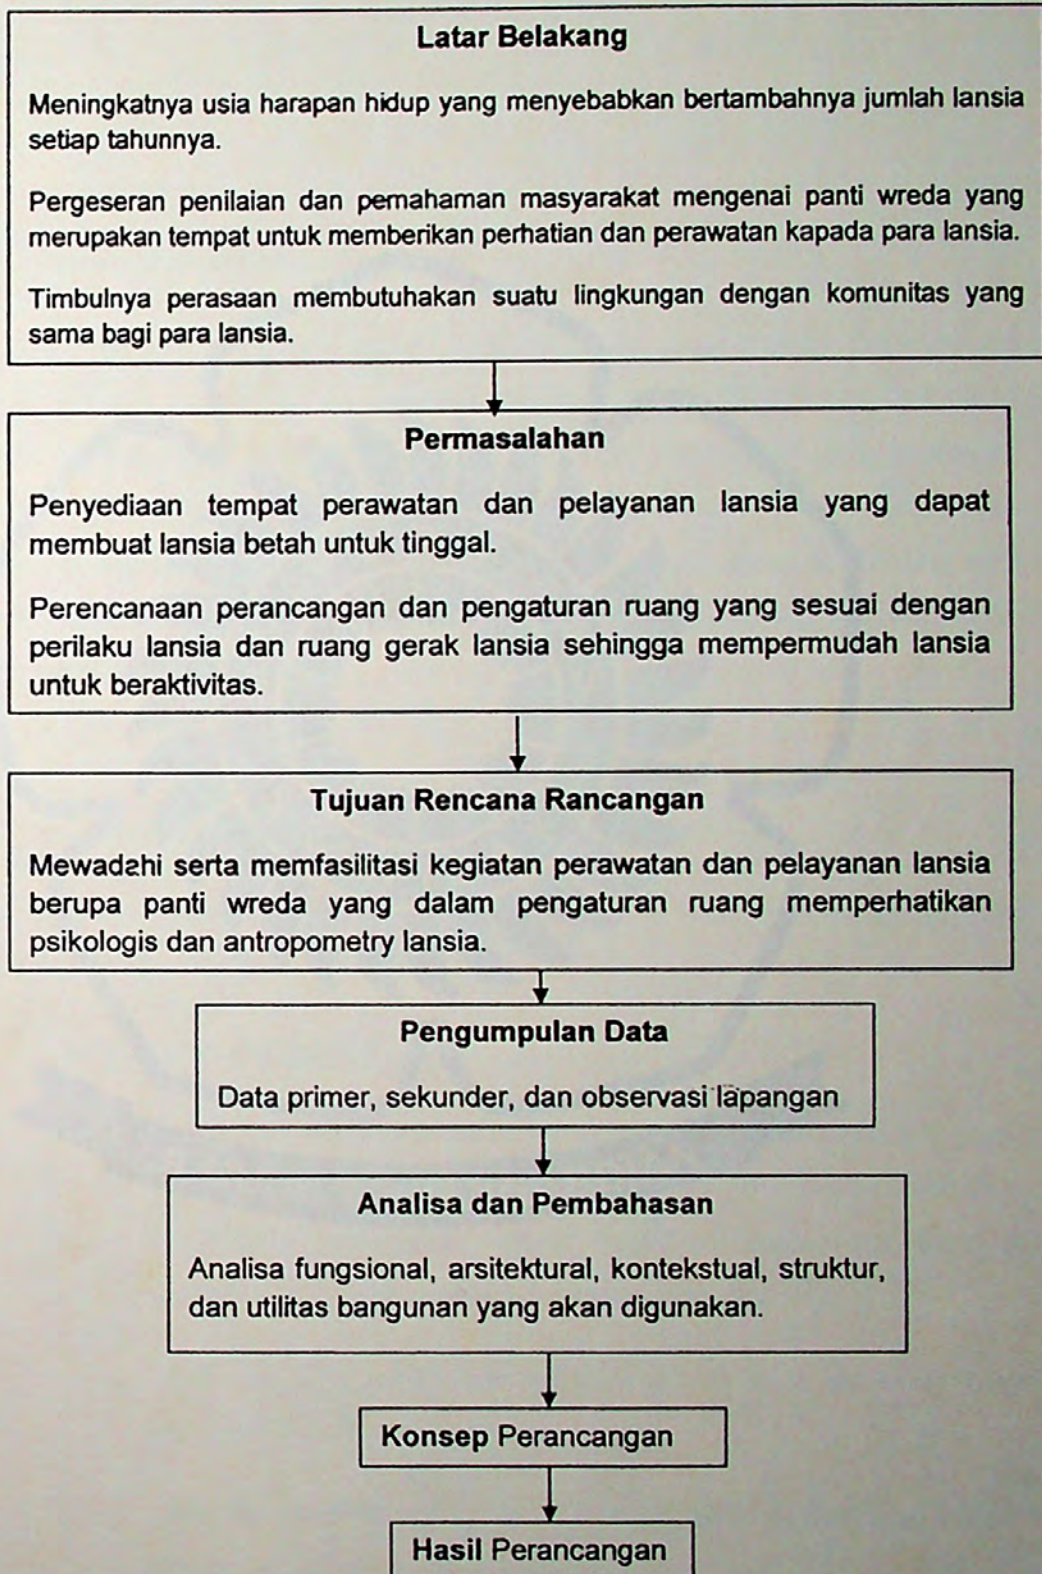 Latar Belakang
Meningkatnya usia harapan hidup yang menyebabkan bertambahnya jumlah lansia
setiap tahunnya.
Pergeseran penilaian dan pemahaman masyarakat mengenai panti wreda yang
merupakan tempat untuk memberikan perhatian dan perawatan kapada para lansia.
Timbulnya perasaan membutuhakan suatu lingkungan dengan komunitas yang
sama bagi para lansia.
Permasalahan
Penyediaan tempat perawatan dan pelayanan lansia yang dapat
membuat lansia betah untuk tinggal.
Perencanaan perancangan dan pengaturan ruang yang sesuai dengan
perilaku lansia dan ruang gerak lansia sehingga mempermudah lansia
untuk beraktivitas.
Tujuan Rencana Rancangan
Mewadahi serta memfasilitasi kegiatan perawatan dan pelayanan lansia
berupa panti wreda yang dalam pengaturan ruang memperhatikan
psikologis dan antropometry lansia.
Pengumpulan Data
Data primer, sekunder, dan observasi lapangan
Analisa dan Pembahasan
Analisa fungsional, arsitektural, kontekstual, struktur,
dan utilitas bangunan yang akan digunakan.
Konsep Perancangan
Hasil Perancangan